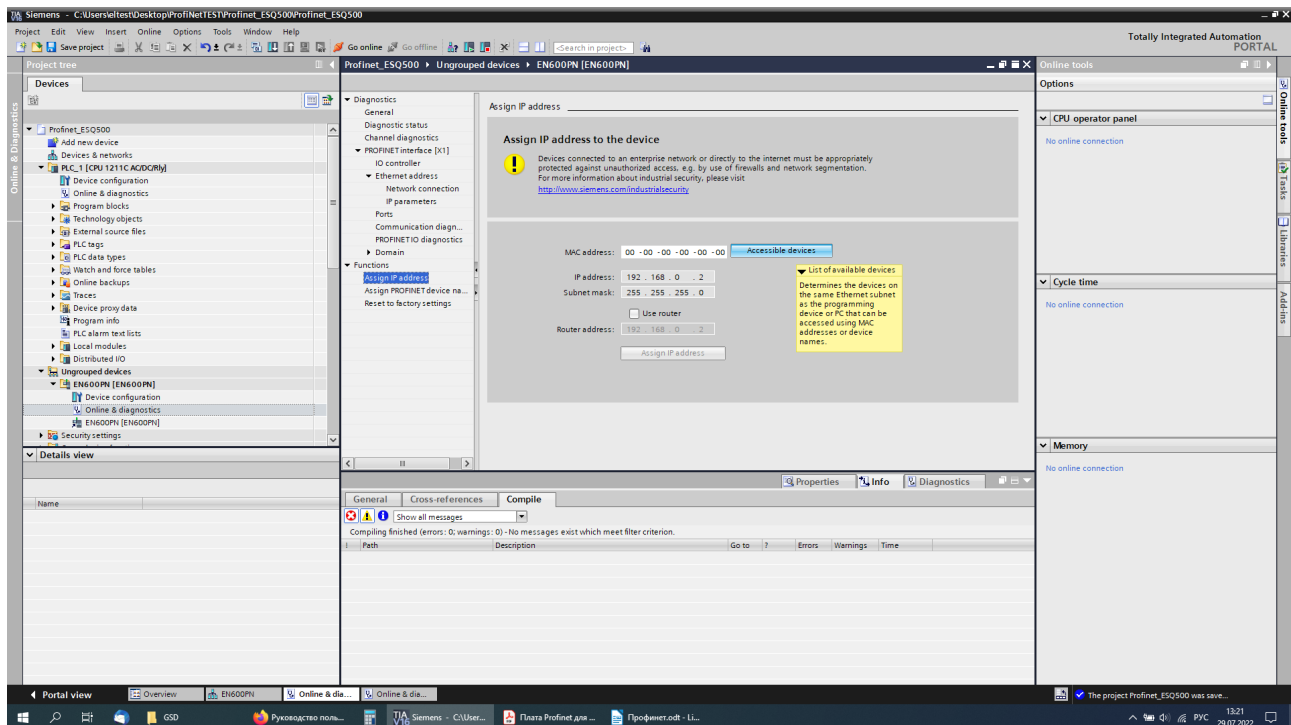 Siemens - C:\Users\eltest\Desktop\ProfiNetTEST\Profinet_ESQ500\Profinet_ESQ500
Project Edit View Insert Online Options Tools Window Help
Totally Integrated Automation
PORTAL
Save project
Go online
Go offline
<Search in project>
Project tree
Devices
Online & Diagnostics
Profinet_ESQ500
Add new device
Devices & networks
PLC_1 [CPU 1211C AC/DC/Rly]
Device configuration
Online & diagnostics
Program blocks
Technology objects
External source files
PLC tags
PLC data types
Watch and force tables
Online backups
Traces
Device proxy data
Program info
PLC alarm text lists
Local modules
Distributed I/O
Ungrouped devices
EN600PN [EN600PN]
Device configuration
Online & diagnostics
EN600PN [EN600PN]
Security settings
Details view
Name
Profinet_ESQ500 Ungrouped devices EN600PN [EN600PN]
Diagnostics
General
Diagnostic status
Channel diagnostics
PROFINET interface [X1]
IO controller
Ethernet address
Network connection
IP parameters
Ports
Communication diagn...
PROFINET IO diagnostics
Domain
Functions
Assign IP address
Assign PROFINET device na...
Reset to factory settings
Assign IP address
Assign IP address to the device
Devices connected to an enterprise network or directly to the internet must be appropriately
protected against unauthorized access, e.g. by use of firewalls and network segmentation.
For more information about industrial security, please visit
http://www.siemens.com/industrialsecurity
MAC address: 00 -00 -00 -00 -00 -00
Accessible devices
IP address: 192 . 168 . 0 . 2
Subnet mask: 255 . 255 . 255 . 0
Use router
Router address: 192 . 168 . 0 . 2
Assign IP address
List of available devices
Determines the devices on
the same Ethernet subnet
as the programming
device or PC that can be
accessed using MAC
addresses or device
names.
Properties
Info
Diagnostics
General
Cross-references
Compile
Show all messages
Compiling finished (errors: 0; warnings: 0) - No messages exist which meet filter criterion.
! Path Description Go to ? Errors Warnings Time
Online tools
Options
CPU operator panel
No online connection
Cycle time
No online connection
Memory
No online connection
Online tools
Tasks
Libraries
Add-ins
Portal view
Overview
EN600PN
Online & dia...
Online & dia...
The project Profinet_ESQ500 was save...
GSD
Руководство поль...
Siemens - C:\User...
Плата Profinet для ...
Профинет.odt - Li...
РУС
13:21
29.07.2022